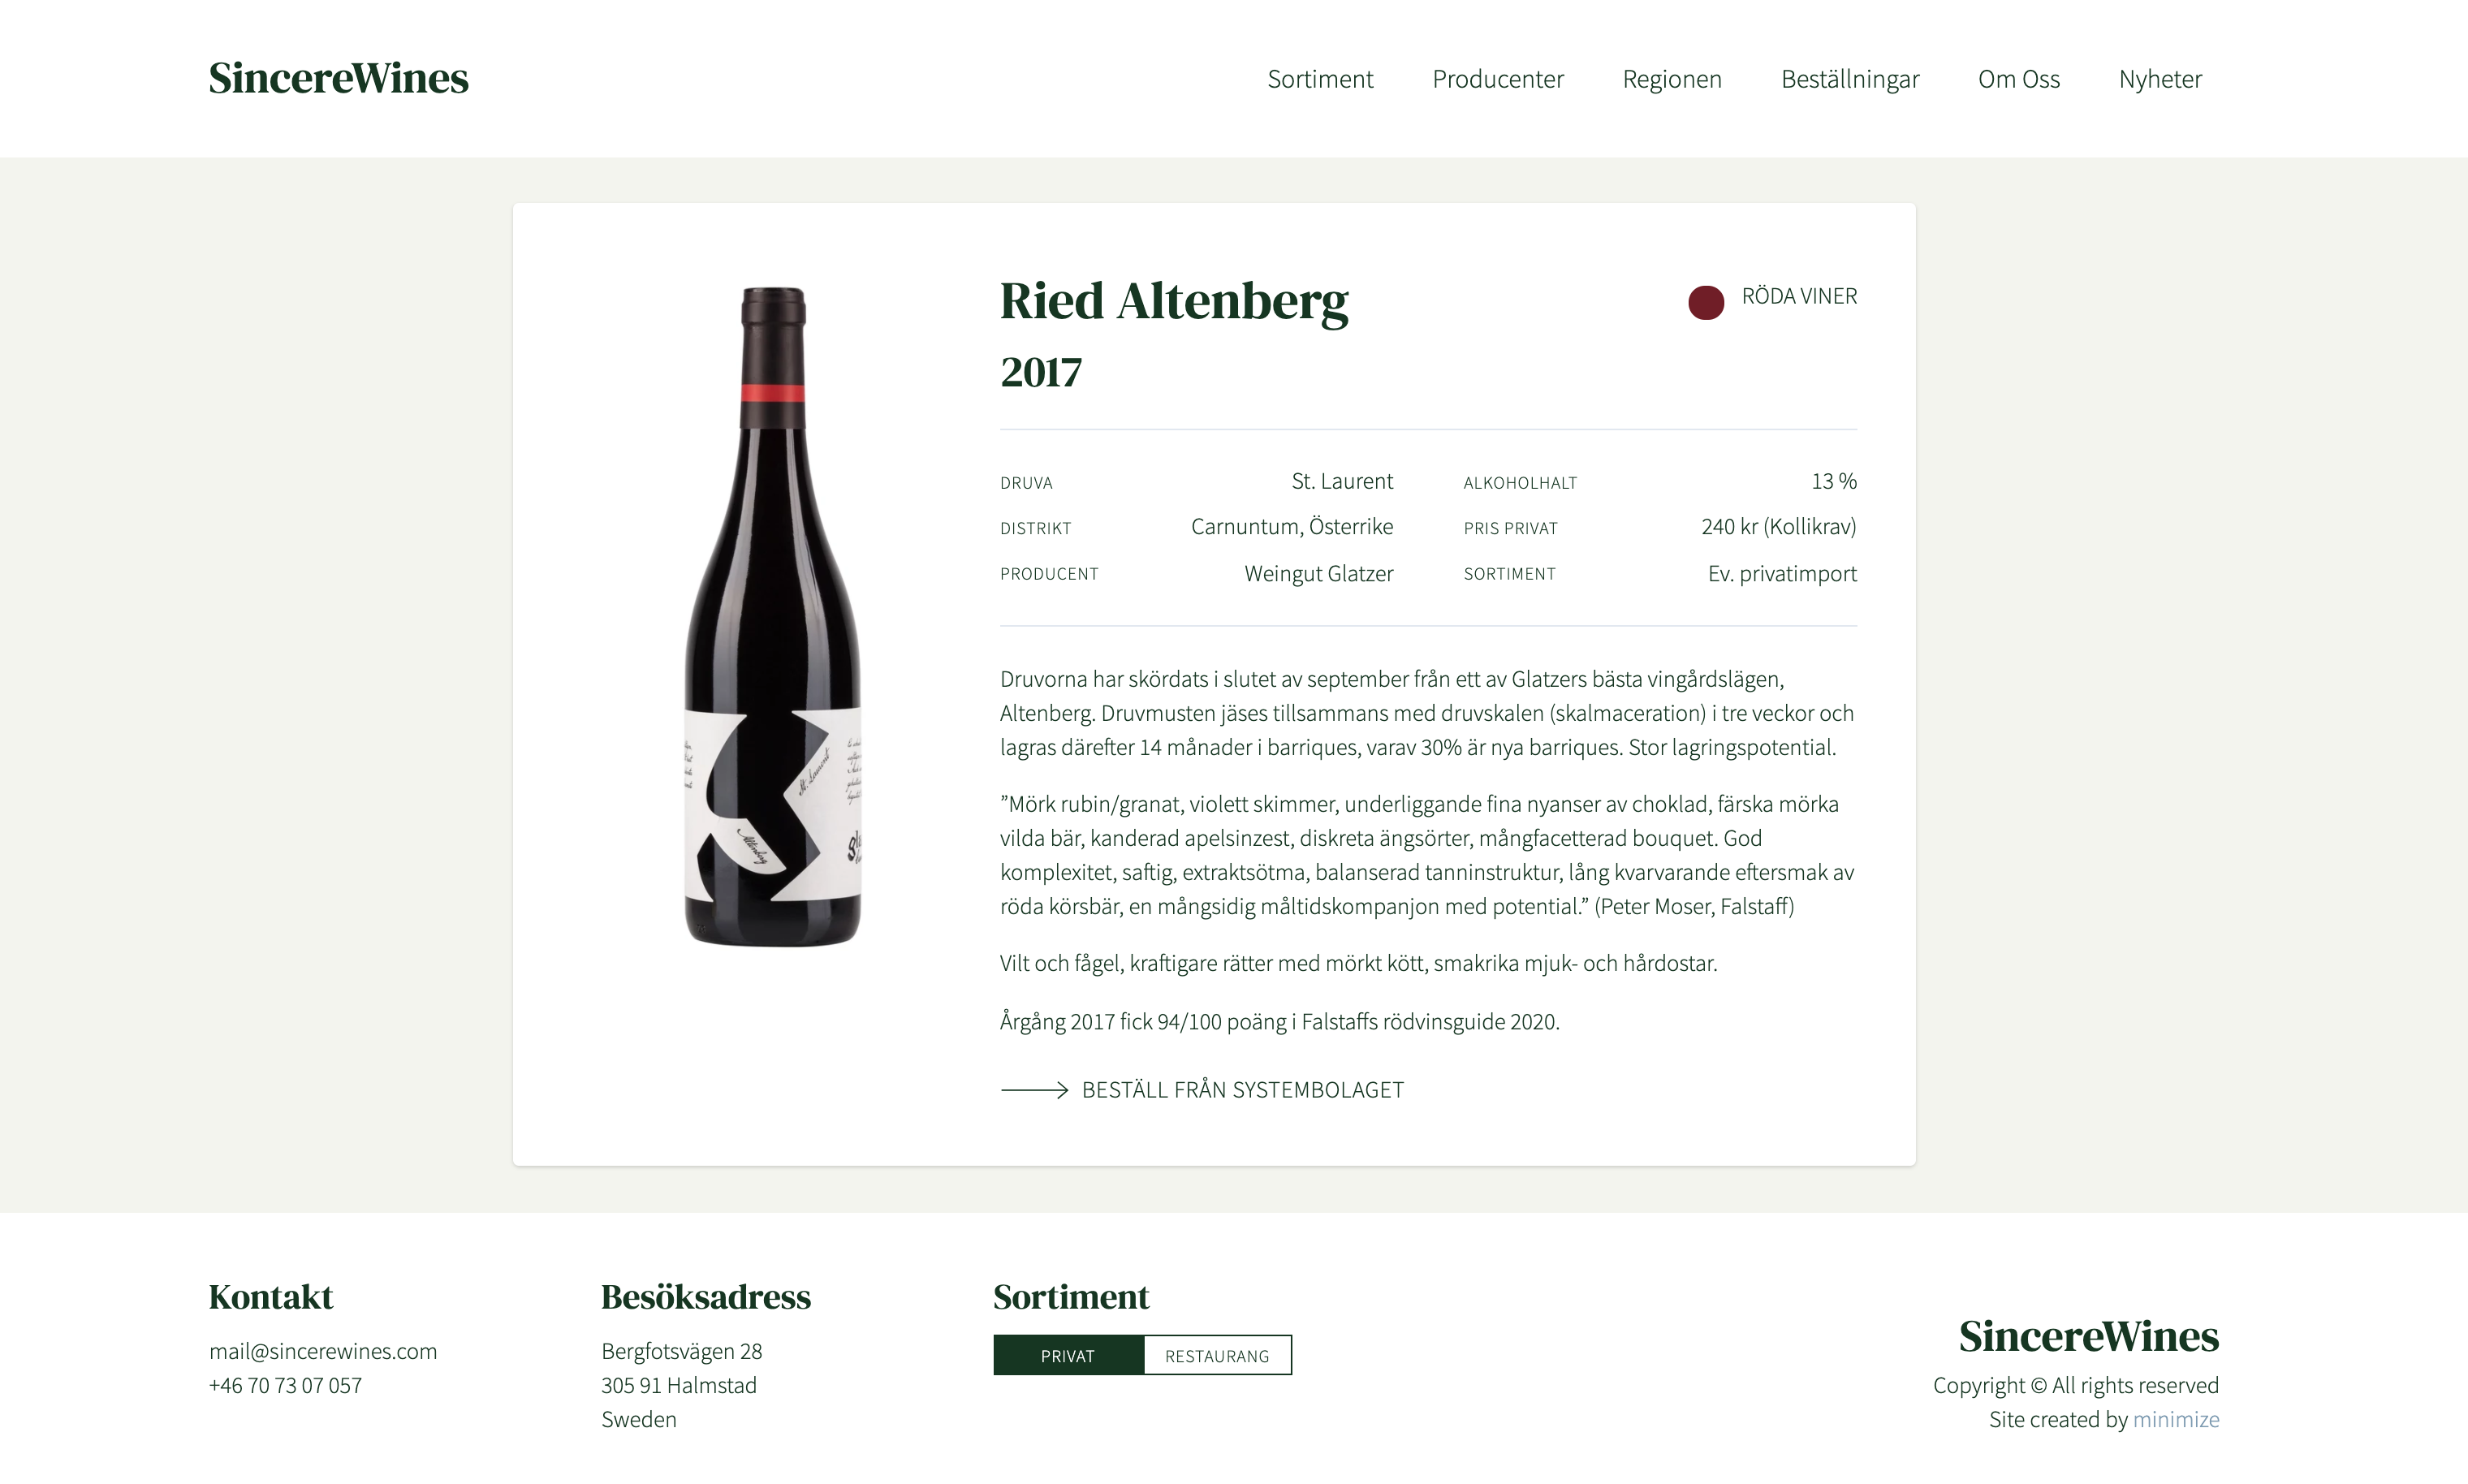 SincereWines
Sortiment Producenter Regionen Beställningar Om Oss Nyheter
Ried Altenberg
RÖDA VINER
2017
DRUVA St. Laurent ALKOHOLHALT 13 %
DISTRIKT Carnuntum, Österrike PRIS PRIVAT 240 kr (Kollikrav)
PRODUCENT Weingut Glatzer SORTIMENT Ev. privatimport
Druvorna har skördats i slutet av september från ett av Glatzers bästa vingårdslägen,
Altenberg. Druvmusten jäses tillsammans med druvskalen (skalmaceration) i tre veckor och
lagras därefter 14 månader i barriques, varav 30% är nya barriques. Stor lagringspotential.
”Mörk rubin/granat, violett skimmer, underliggande fina nyanser av choklad, färska mörka
vilda bär, kanderad apelsinzest, diskreta ängsörter, mångfacetterad bouquet. God
komplexitet, saftig, extraktsötma, balanserad tanninstruktur, lång kvarvarande eftersmak av
röda körsbär, en mångsidig måltidskompanjon med potential.” (Peter Moser, Falstaff)
Vilt och fågel, kraftigare rätter med mörkt kött, smakrika mjuk- och hårdostar.
Årgång 2017 fick 94/100 poäng i Falstaffs rödvinsguide 2020.
BESTÄLL FRÅN SYSTEMBOLAGET
St. Laurent
Altenberg
Kontakt
mail@sincerewines.com
+46 70 73 07 057
Besöksadress
Bergfotsvägen 28
305 91 Halmstad
Sweden
Sortiment
PRIVAT RESTAURANG
SincereWines
Copyright © All rights reserved
Site created by minimize